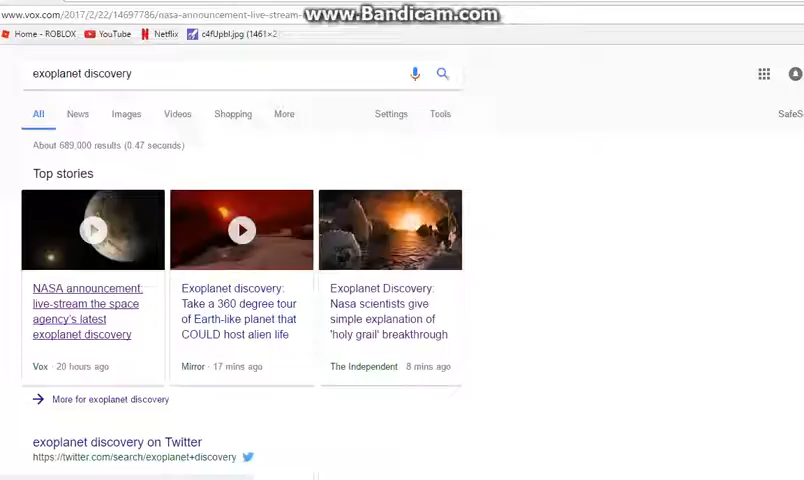 www.Bandicam.com
www.vox.com/2017/2/22/14697786/nasa-announcement-live-stream-
Home - ROBLOX YouTube Netflix c4fUpbl.jpg (1461×2
exoplanet discovery
All News Images Videos Shopping More Settings Tools
SafeS
About 689,000 results (0.47 seconds)
Top stories
NASA announcement:
live-stream the space
agency's latest
exoplanet discovery
Vox · 20 hours ago
Exoplanet discovery:
Take a 360 degree tour
of Earth-like planet that
COULD host alien life
Mirror · 17 mins ago
Exoplanet Discovery:
Nasa scientists give
simple explanation of
'holy grail' breakthrough
The Independent · 8 mins ago
More for exoplanet discovery
exoplanet discovery on Twitter
https://twitter.com/search/exoplanet+discovery